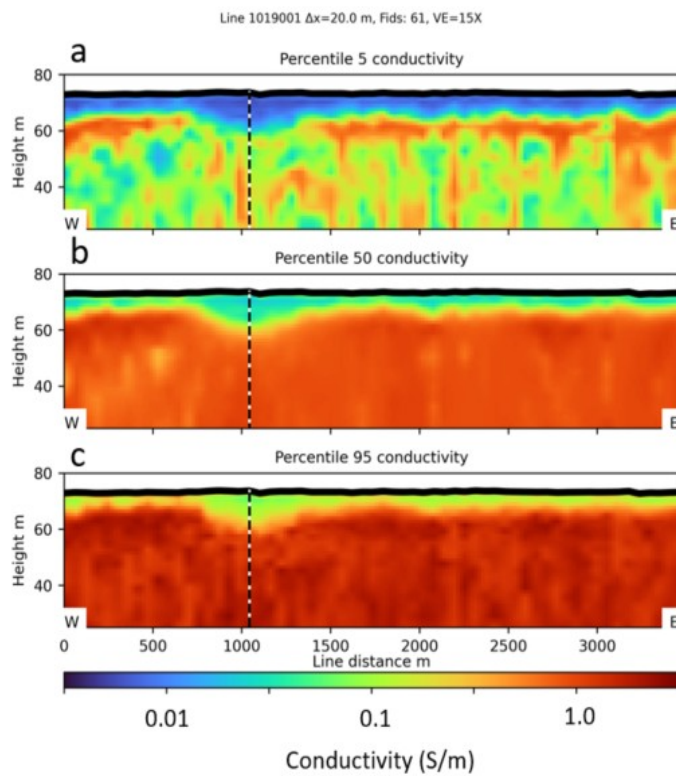 Line 1019001 Δx=20.0 m, Fids: 61, VE=15X
a
Percentile 5 conductivity
80
60
40
Height m
W
E
b
Percentile 50 conductivity
80
60
40
Height m
W
E
c
Percentile 95 conductivity
80
60
40
Height m
W
E
0 500 1000 1500 2000 2500 3000
Line distance m
0.01 0.1 1.0
Conductivity (S/m)